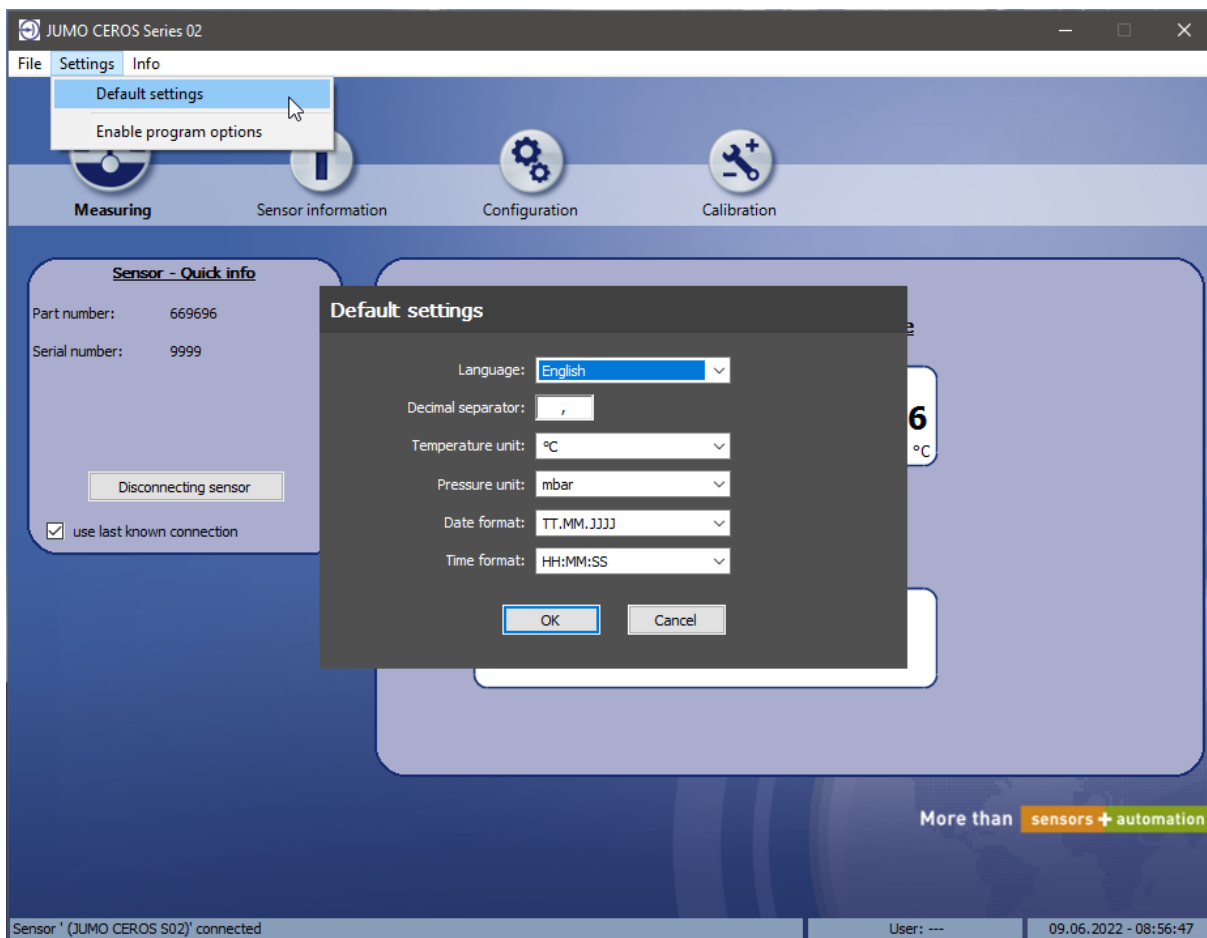 JUMO CEROS Series 02
File Settings Info
Default settings
Enable program options
Measuring Sensor information Configuration Calibration
Sensor - Quick info
Part number: 669696
Serial number: 9999
Disconnecting sensor
use last known connection
Default settings
Language: English
Decimal separator: ,
Temperature unit: °C
Pressure unit: mbar
Date format: TT.MM.JJJJ
Time format: HH:MM:SS
OK Cancel
6
°C
More than sensors + automation
Sensor ' (JUMO CEROS S02)' connected User: --- 09.06.2022 - 08:56:47